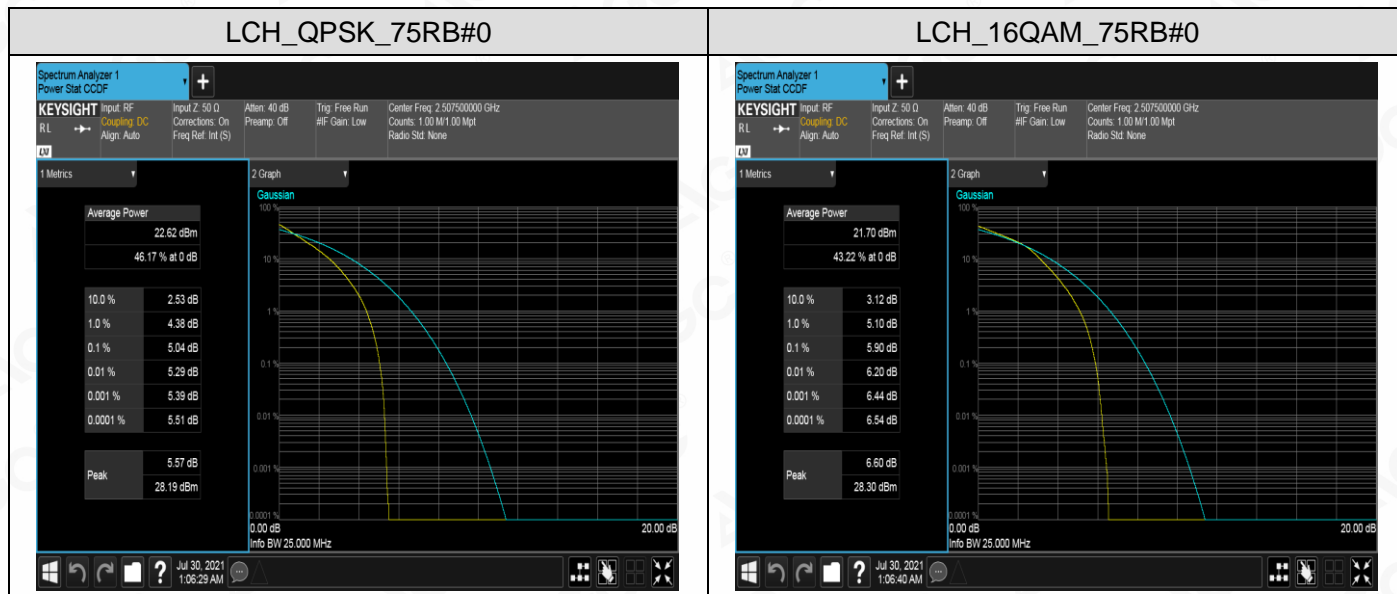 LCH_QPSK_75RB#0
Spectrum Analyzer 1
Power Stat CCDF
+
KEYSIGHT
RL
LXI
Input: RF
Coupling: DC
Align: Auto
Input Z: 50 Ω
Corrections: On
Freq Ref: Int (S)
Atten: 40 dB
Preamp: Off
Trig: Free Run
#IF Gain: Low
Center Freq: 2.507500000 GHz
Counts: 1.00 M/1.00 Mpt
Radio Std: None
1 Metrics
Average Power
22.62 dBm
46.17 % at 0 dB
10.0 % 2.53 dB
1.0 % 4.38 dB
0.1 % 5.04 dB
0.01 % 5.29 dB
0.001 % 5.39 dB
0.0001 % 5.51 dB
Peak
5.57 dB
28.19 dBm
2 Graph
Gaussian
100 %
10 %
1 %
0.1 %
0.01 %
0.001 %
0.0001 %
0.00 dB 20.00 dB
Info BW 25.000 MHz
?
Jul 30, 2021
1:06:29 AM
LCH_16QAM_75RB#0
Spectrum Analyzer 1
Power Stat CCDF
+
KEYSIGHT
RL
LXI
Input: RF
Coupling: DC
Align: Auto
Input Z: 50 Ω
Corrections: On
Freq Ref: Int (S)
Atten: 40 dB
Preamp: Off
Trig: Free Run
#IF Gain: Low
Center Freq: 2.507500000 GHz
Counts: 1.00 M/1.00 Mpt
Radio Std: None
1 Metrics
Average Power
21.70 dBm
43.22 % at 0 dB
10.0 % 3.12 dB
1.0 % 5.10 dB
0.1 % 5.90 dB
0.01 % 6.20 dB
0.001 % 6.44 dB
0.0001 % 6.54 dB
Peak
6.60 dB
28.30 dBm
2 Graph
Gaussian
100 %
10 %
1 %
0.1 %
0.01 %
0.001 %
0.0001 %
0.00 dB 20.00 dB
Info BW 25.000 MHz
?
Jul 30, 2021
1:06:40 AM